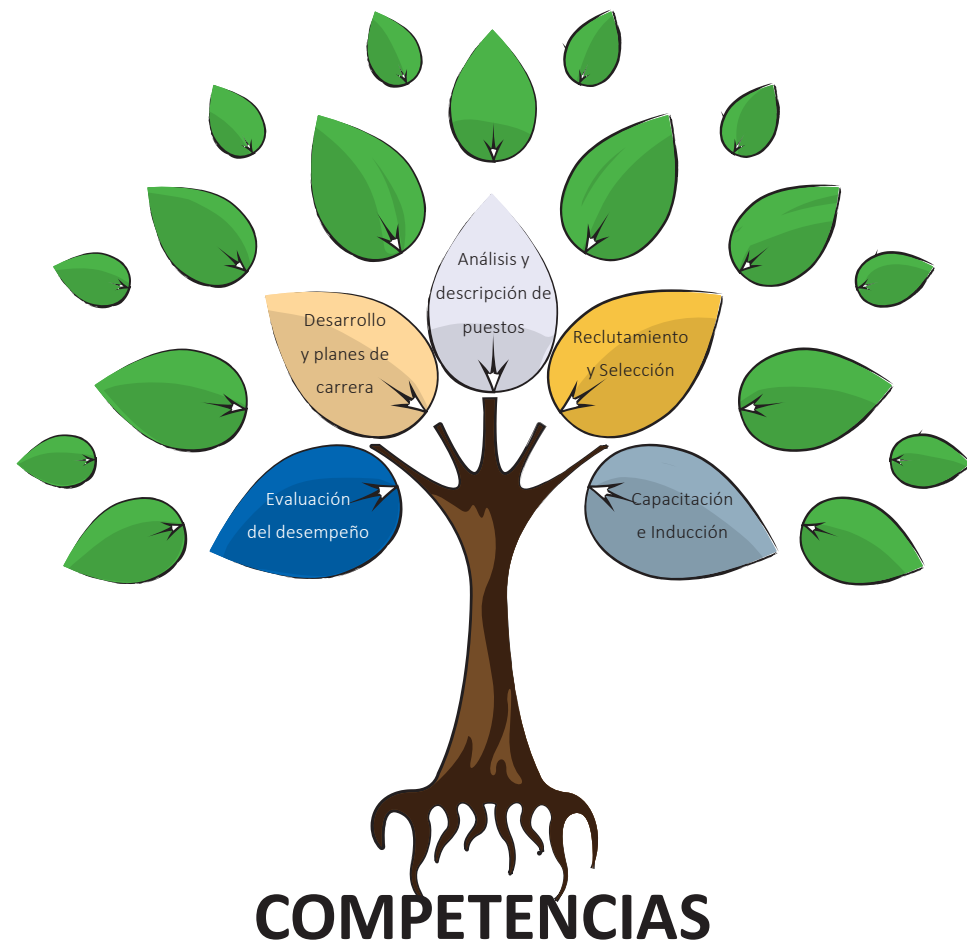 Análisis y
descripción de
puestos
Desarrollo
y planes de
carrera
Reclutamiento
y Selección
Evaluación
del desempeño
Capacitación
e Inducción
COMPETENCIAS